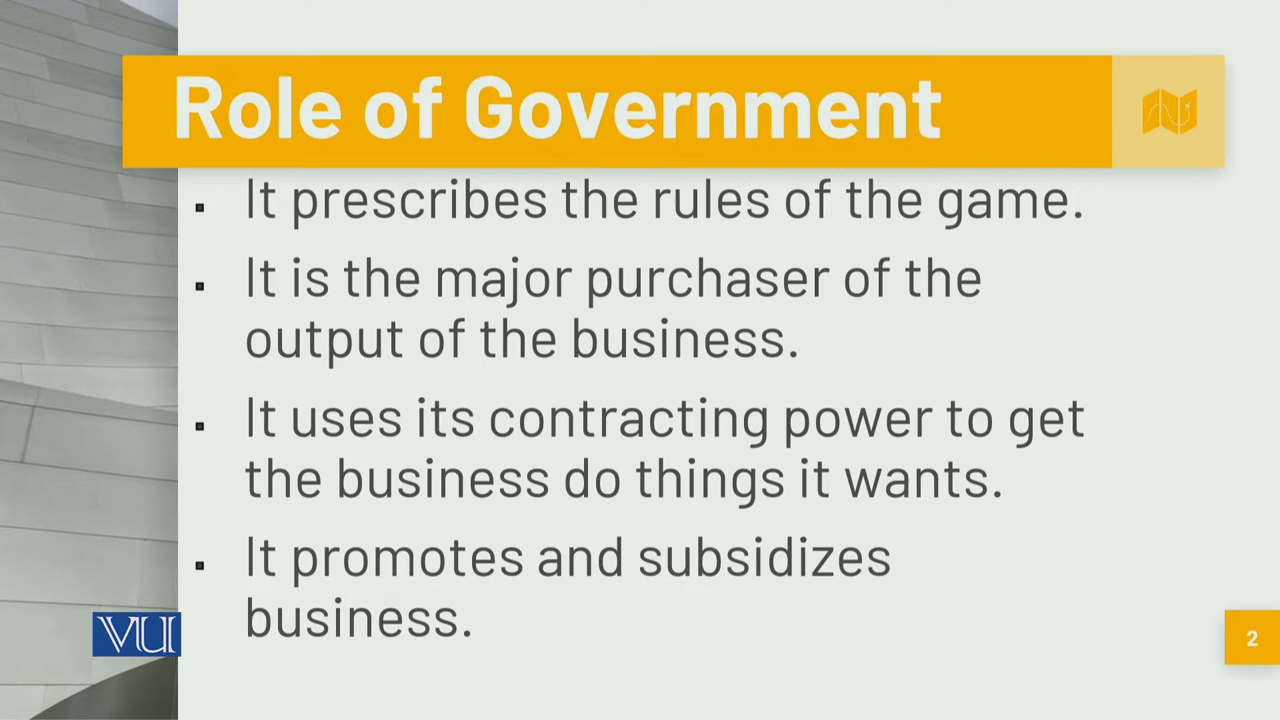 Role of Government
▪ It prescribes the rules of the game.
▪ It is the major purchaser of the
output of the business.
▪ It uses its contracting power to get
the business do things it wants.
▪ It promotes and subsidizes
business.
VU
2